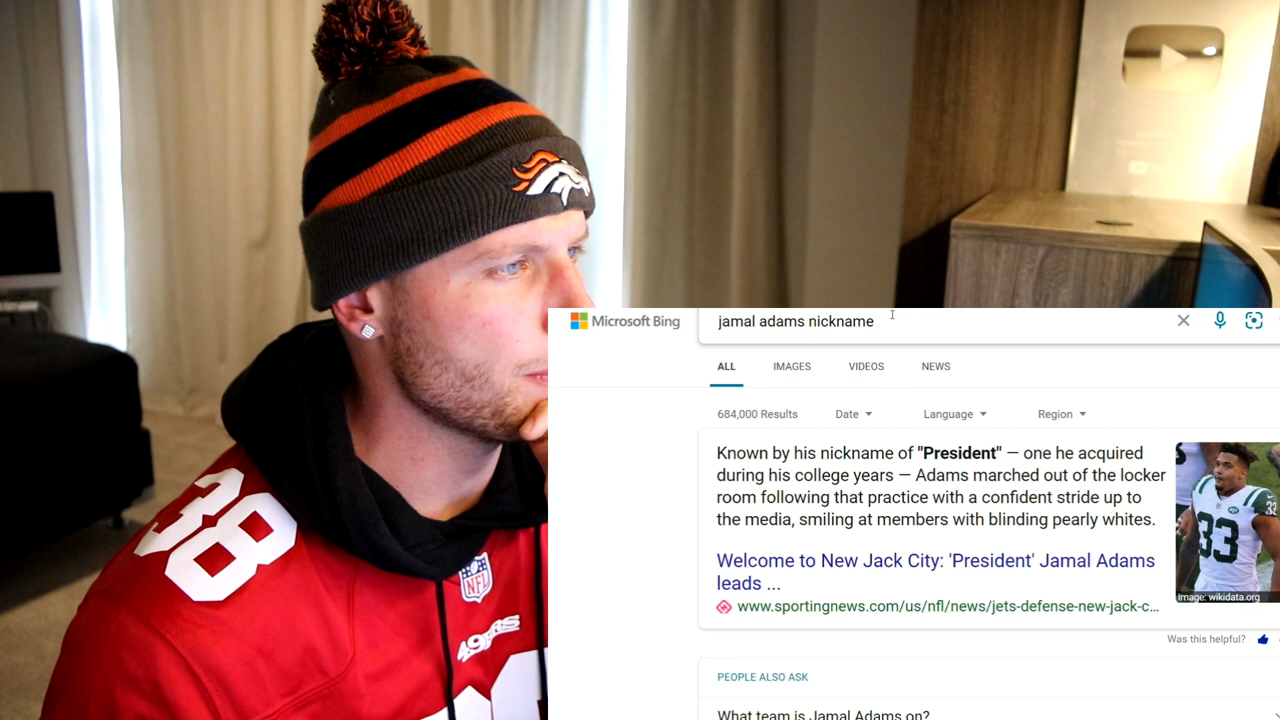 38
NFL
49ERS
Microsoft Bing
jamal adams nickname
ALL
IMAGES
VIDEOS
NEWS
684,000 Results
Date
Language
Region
Known by his nickname of "President" — one he acquired
during his college years — Adams marched out of the locker
room following that practice with a confident stride up to
the media, smiling at members with blinding pearly whites.
Welcome to New Jack City: 'President' Jamal Adams
leads ...
www.sportingnews.com/us/nfl/news/jets-defense-new-jack-c...
33
33
Image: wikidata.org
Was this helpful?
PEOPLE ALSO ASK
What team is Jamal Adams on?